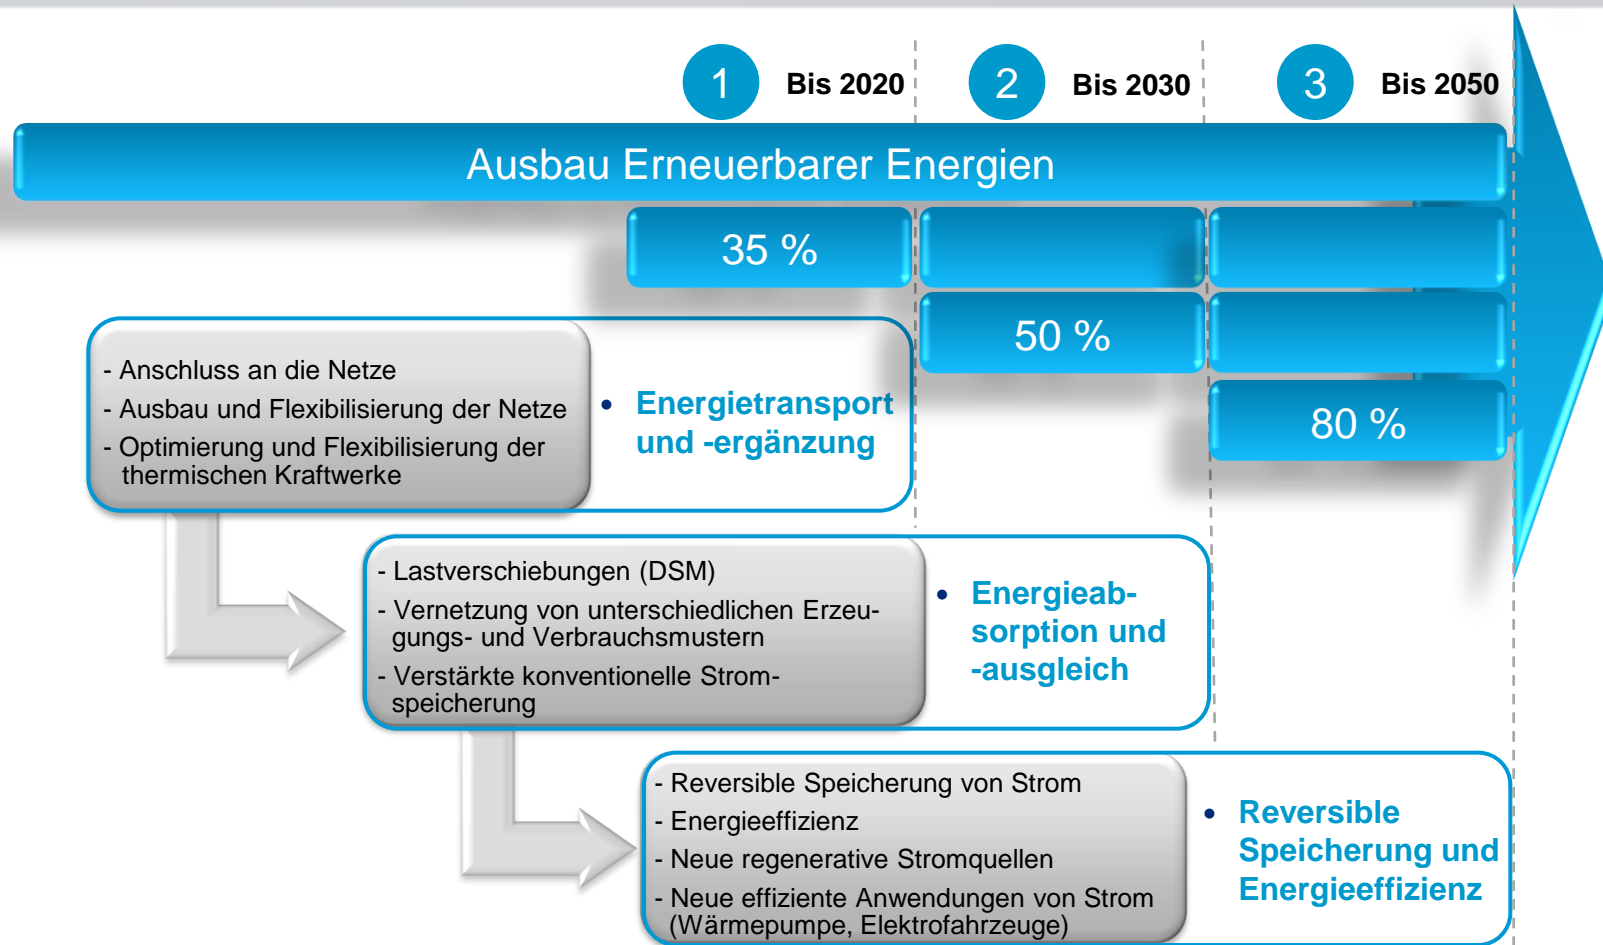 1 Bis 2020 2 Bis 2030 3 Bis 2050
Ausbau Erneuerbarer Energien
35 %
50 %
80 %
- Anschluss an die Netze
- Ausbau und Flexibilisierung der Netze
- Optimierung und Flexibilisierung der
thermischen Kraftwerke
• Energietransport
und -ergänzung
- Lastverschiebungen (DSM)
- Vernetzung von unterschiedlichen Erzeu-
gungs- und Verbrauchsmustern
- Verstärkte konventionelle Strom-
speicherung
• Energieab-
sorption und
-ausgleich
- Reversible Speicherung von Strom
- Energieeffizienz
- Neue regenerative Stromquellen
- Neue effiziente Anwendungen von Strom
(Wärmepumpe, Elektrofahrzeuge)
• Reversible
Speicherung und
Energieeffizienz